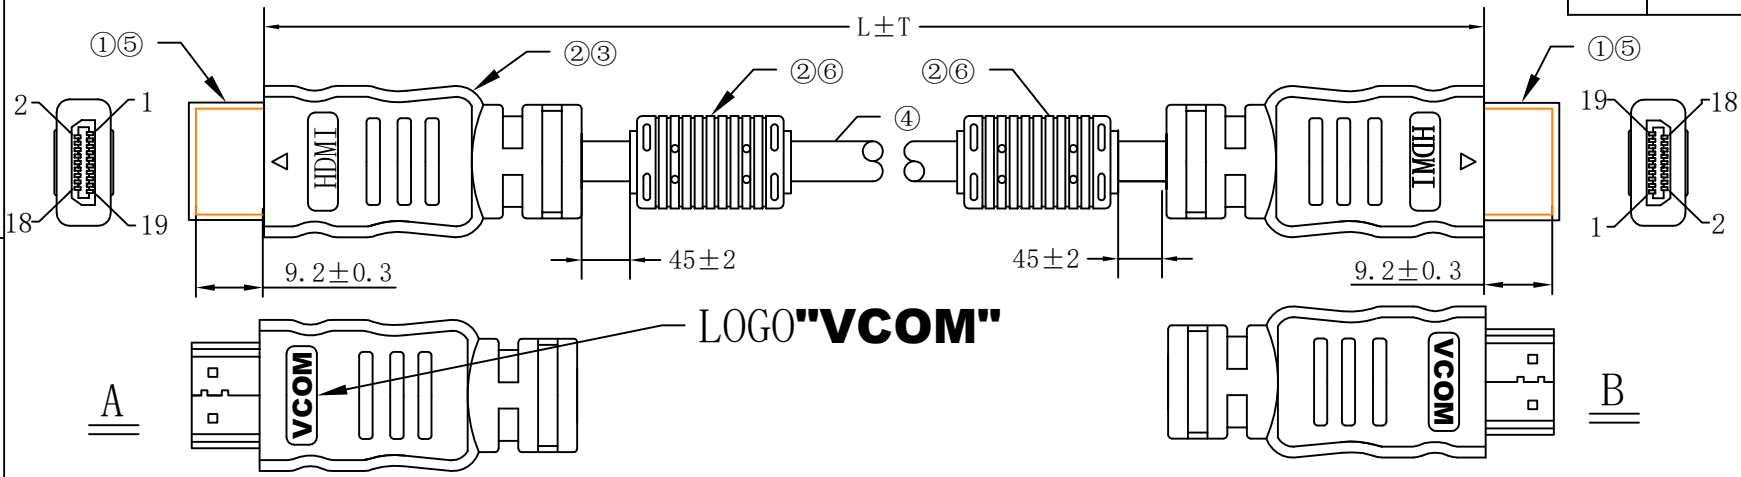 L±T
①⑤
②③
②⑥
②⑥
①⑤
④
2
1
18
19
HDMI
HDMI
19
18
1
2
9.2±0.3
45±2
45±2
9.2±0.3
LOGO"VCOM"
VCOM
VCOM
A
B